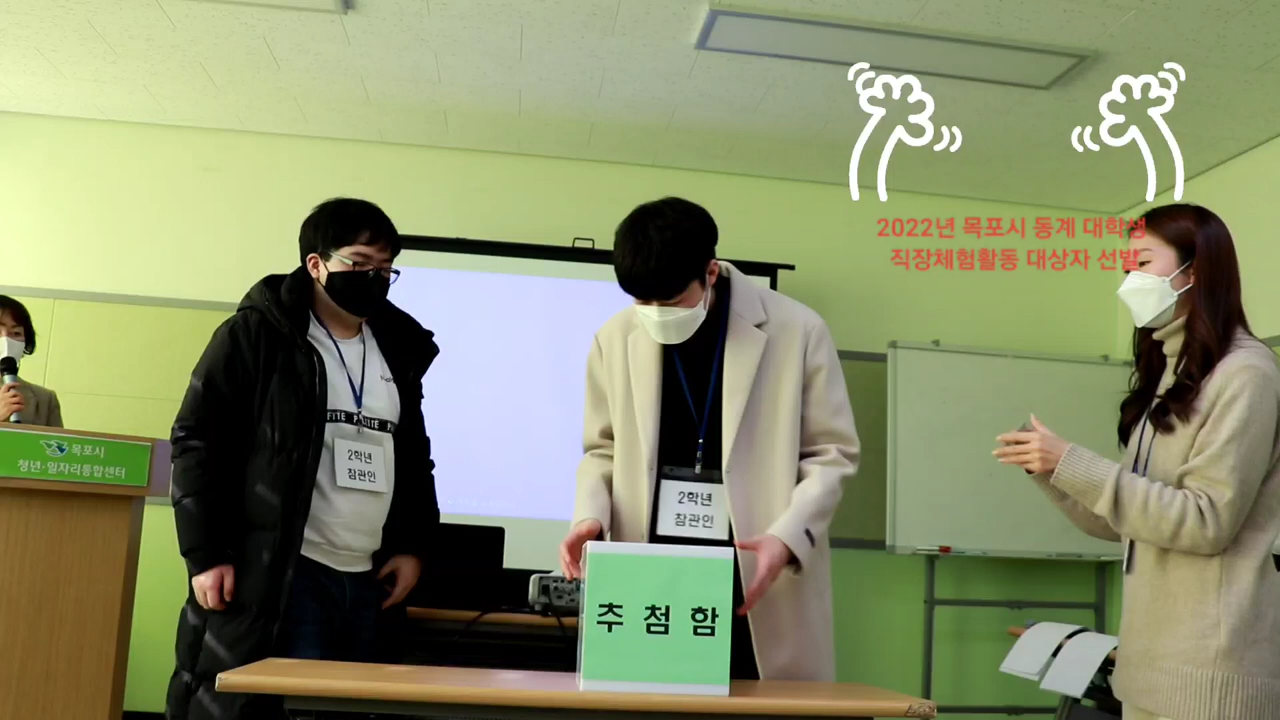 2022년 목포시 동계 대학생
직장체험활동 대상자 선발
목포시
청년·일자리통합센터
2학년
참관인
2학년
참관인
추첨함